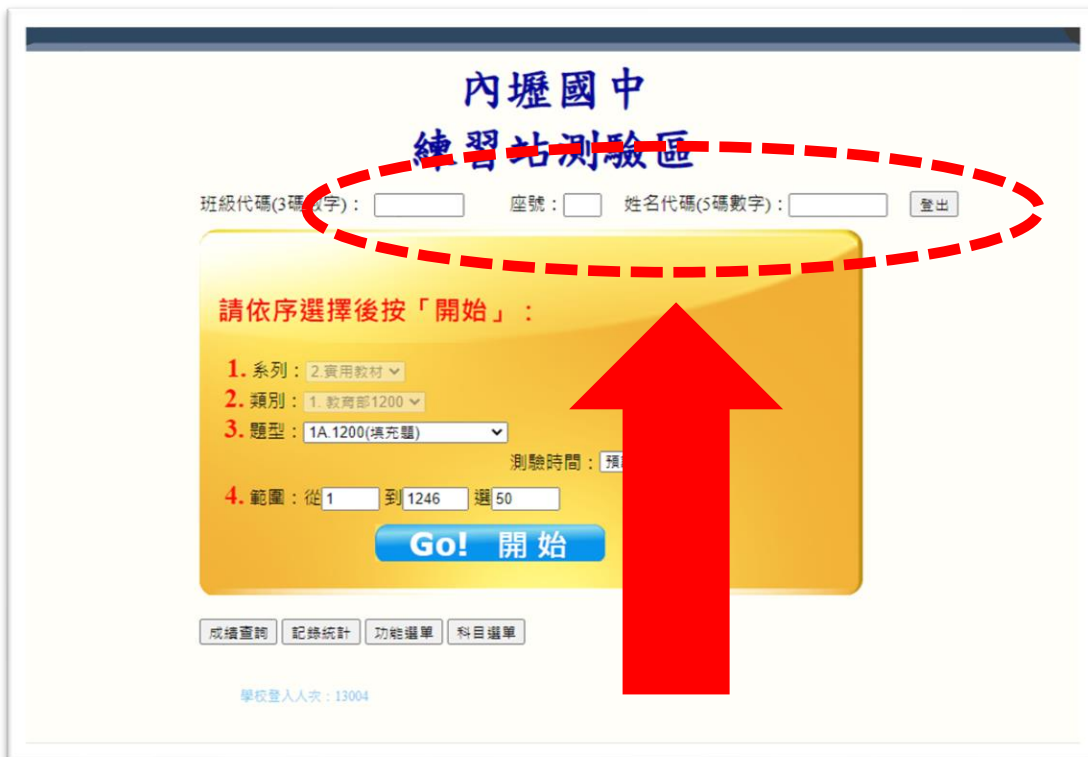 內壢國中
練習站測驗區
班級代碼(3碼數字)： 座號： 姓名代碼(5碼數字)： 登出
請依序選擇後按「開始」：
1. 系列：2.實用教材
2. 類別：1. 教育部1200
3. 題型：1A.1200(填充題)
測驗時間：預
4. 範圍：從1 到1246 選50
Go! 開始
成績查詢 記錄統計 功能選單 科目選單
學校登入人次：13004